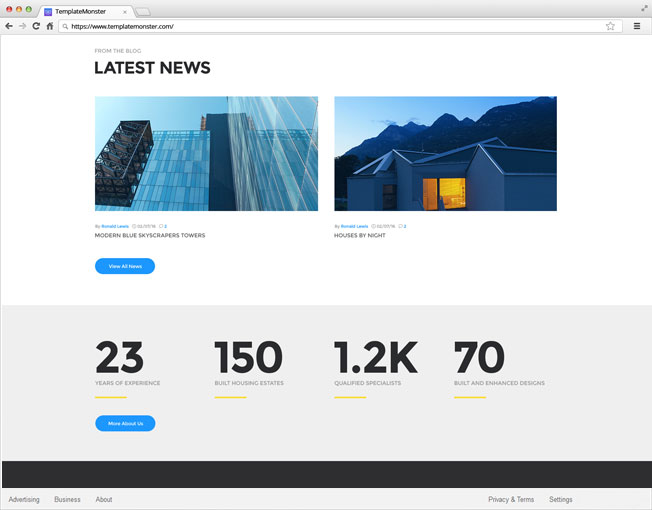 TemplateMonster
https://www.templatemonster.com/
FROM THE BLOG
LATEST NEWS
By Ronald Lewis 02/07/16 2
MODERN BLUE SKYSCRAPERS TOWERS
By Ronald Lewis 02/07/16 2
HOUSES BY NIGHT
View All News
23
YEARS OF EXPERIENCE
150
BUILT HOUSING ESTATES
1.2K
QUALIFIED SPECIALISTS
70
BUILT AND ENHANCED DESIGNS
More About Us
Advertising Business About Privacy & Terms Settings